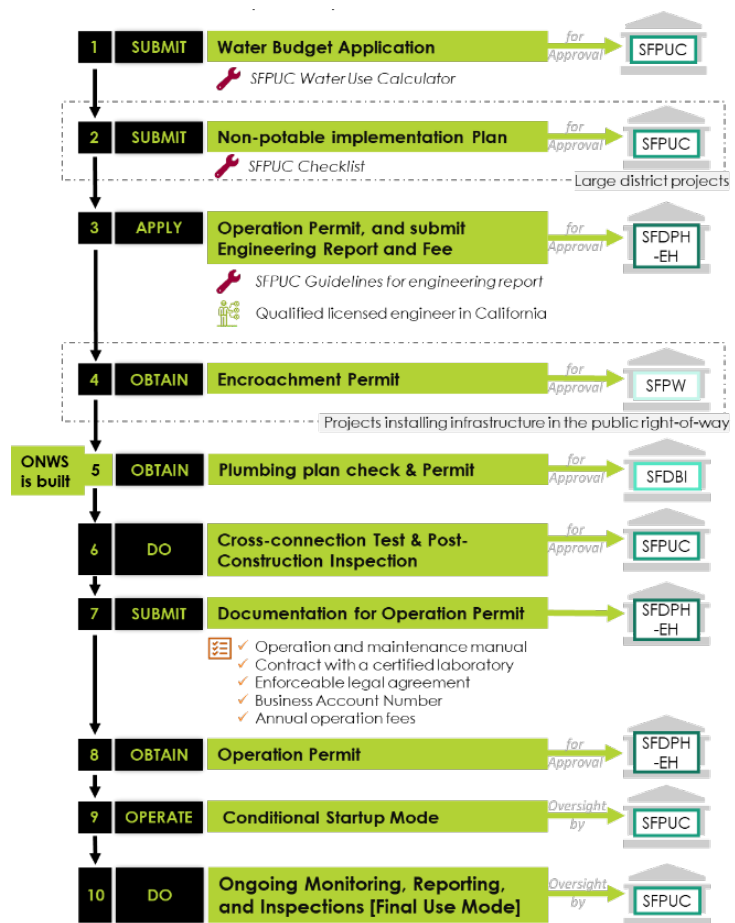 1 SUBMIT Water Budget Application for Approval SFPUC
SFPUC Water Use Calculator
2 SUBMIT Non-potable implementation Plan for Approval SFPUC
SFPUC Checklist
Large district projects
3 APPLY Operation Permit, and submit Engineering Report and Fee for Approval SFDPH -EH
SFPUC Guidelines for engineering report
Qualified licensed engineer in California
4 OBTAIN Encroachment Permit for Approval SFPW
Projects installing infrastructure in the public right-of-way
ONWS is built
5 OBTAIN Plumbing plan check & Permit for Approval SFDBI
6 DO Cross-connection Test & Post-Construction Inspection for Approval SFPUC
7 SUBMIT Documentation for Operation Permit SFDPH -EH
✓ Operation and maintenance manual
✓ Contract with a certified laboratory
✓ Enforceable legal agreement
✓ Business Account Number
✓ Annual operation fees
8 OBTAIN Operation Permit for Approval SFDPH -EH
9 OPERATE Conditional Startup Mode Oversight by SFPUC
10 DO Ongoing Monitoring, Reporting, and Inspections [Final Use Mode] Oversight by SFPUC